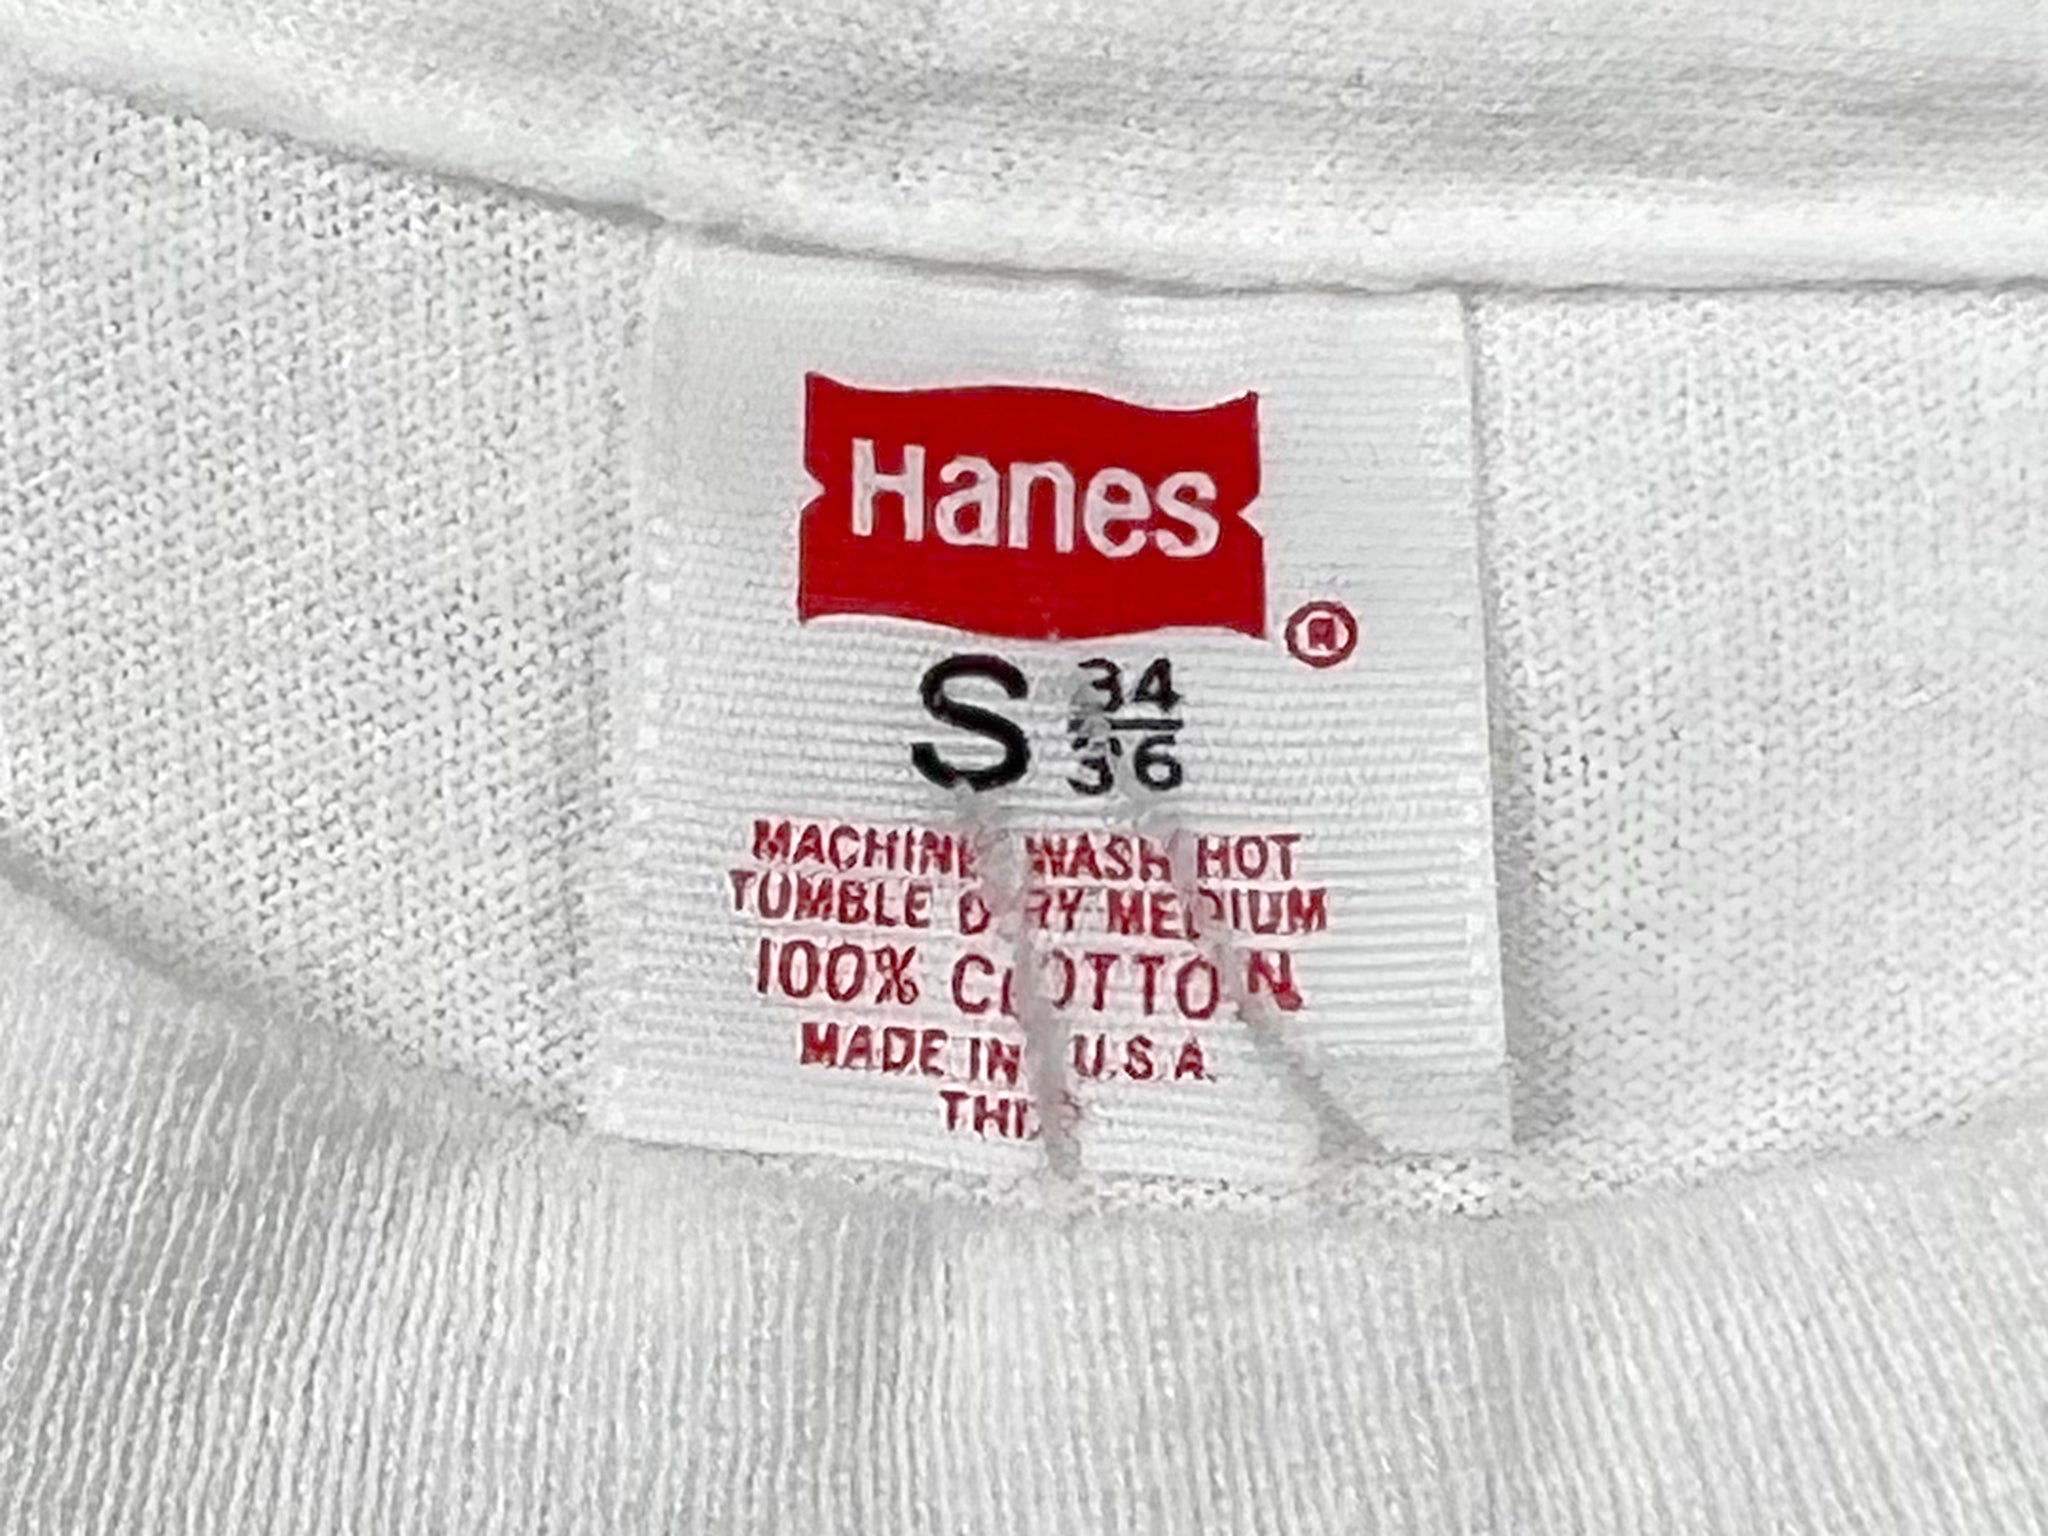 Hanes
®
S 34/36
MACHINE WASH HOT
TUMBLE DRY MEDIUM
100% COTTON
MADE IN U.S.A.